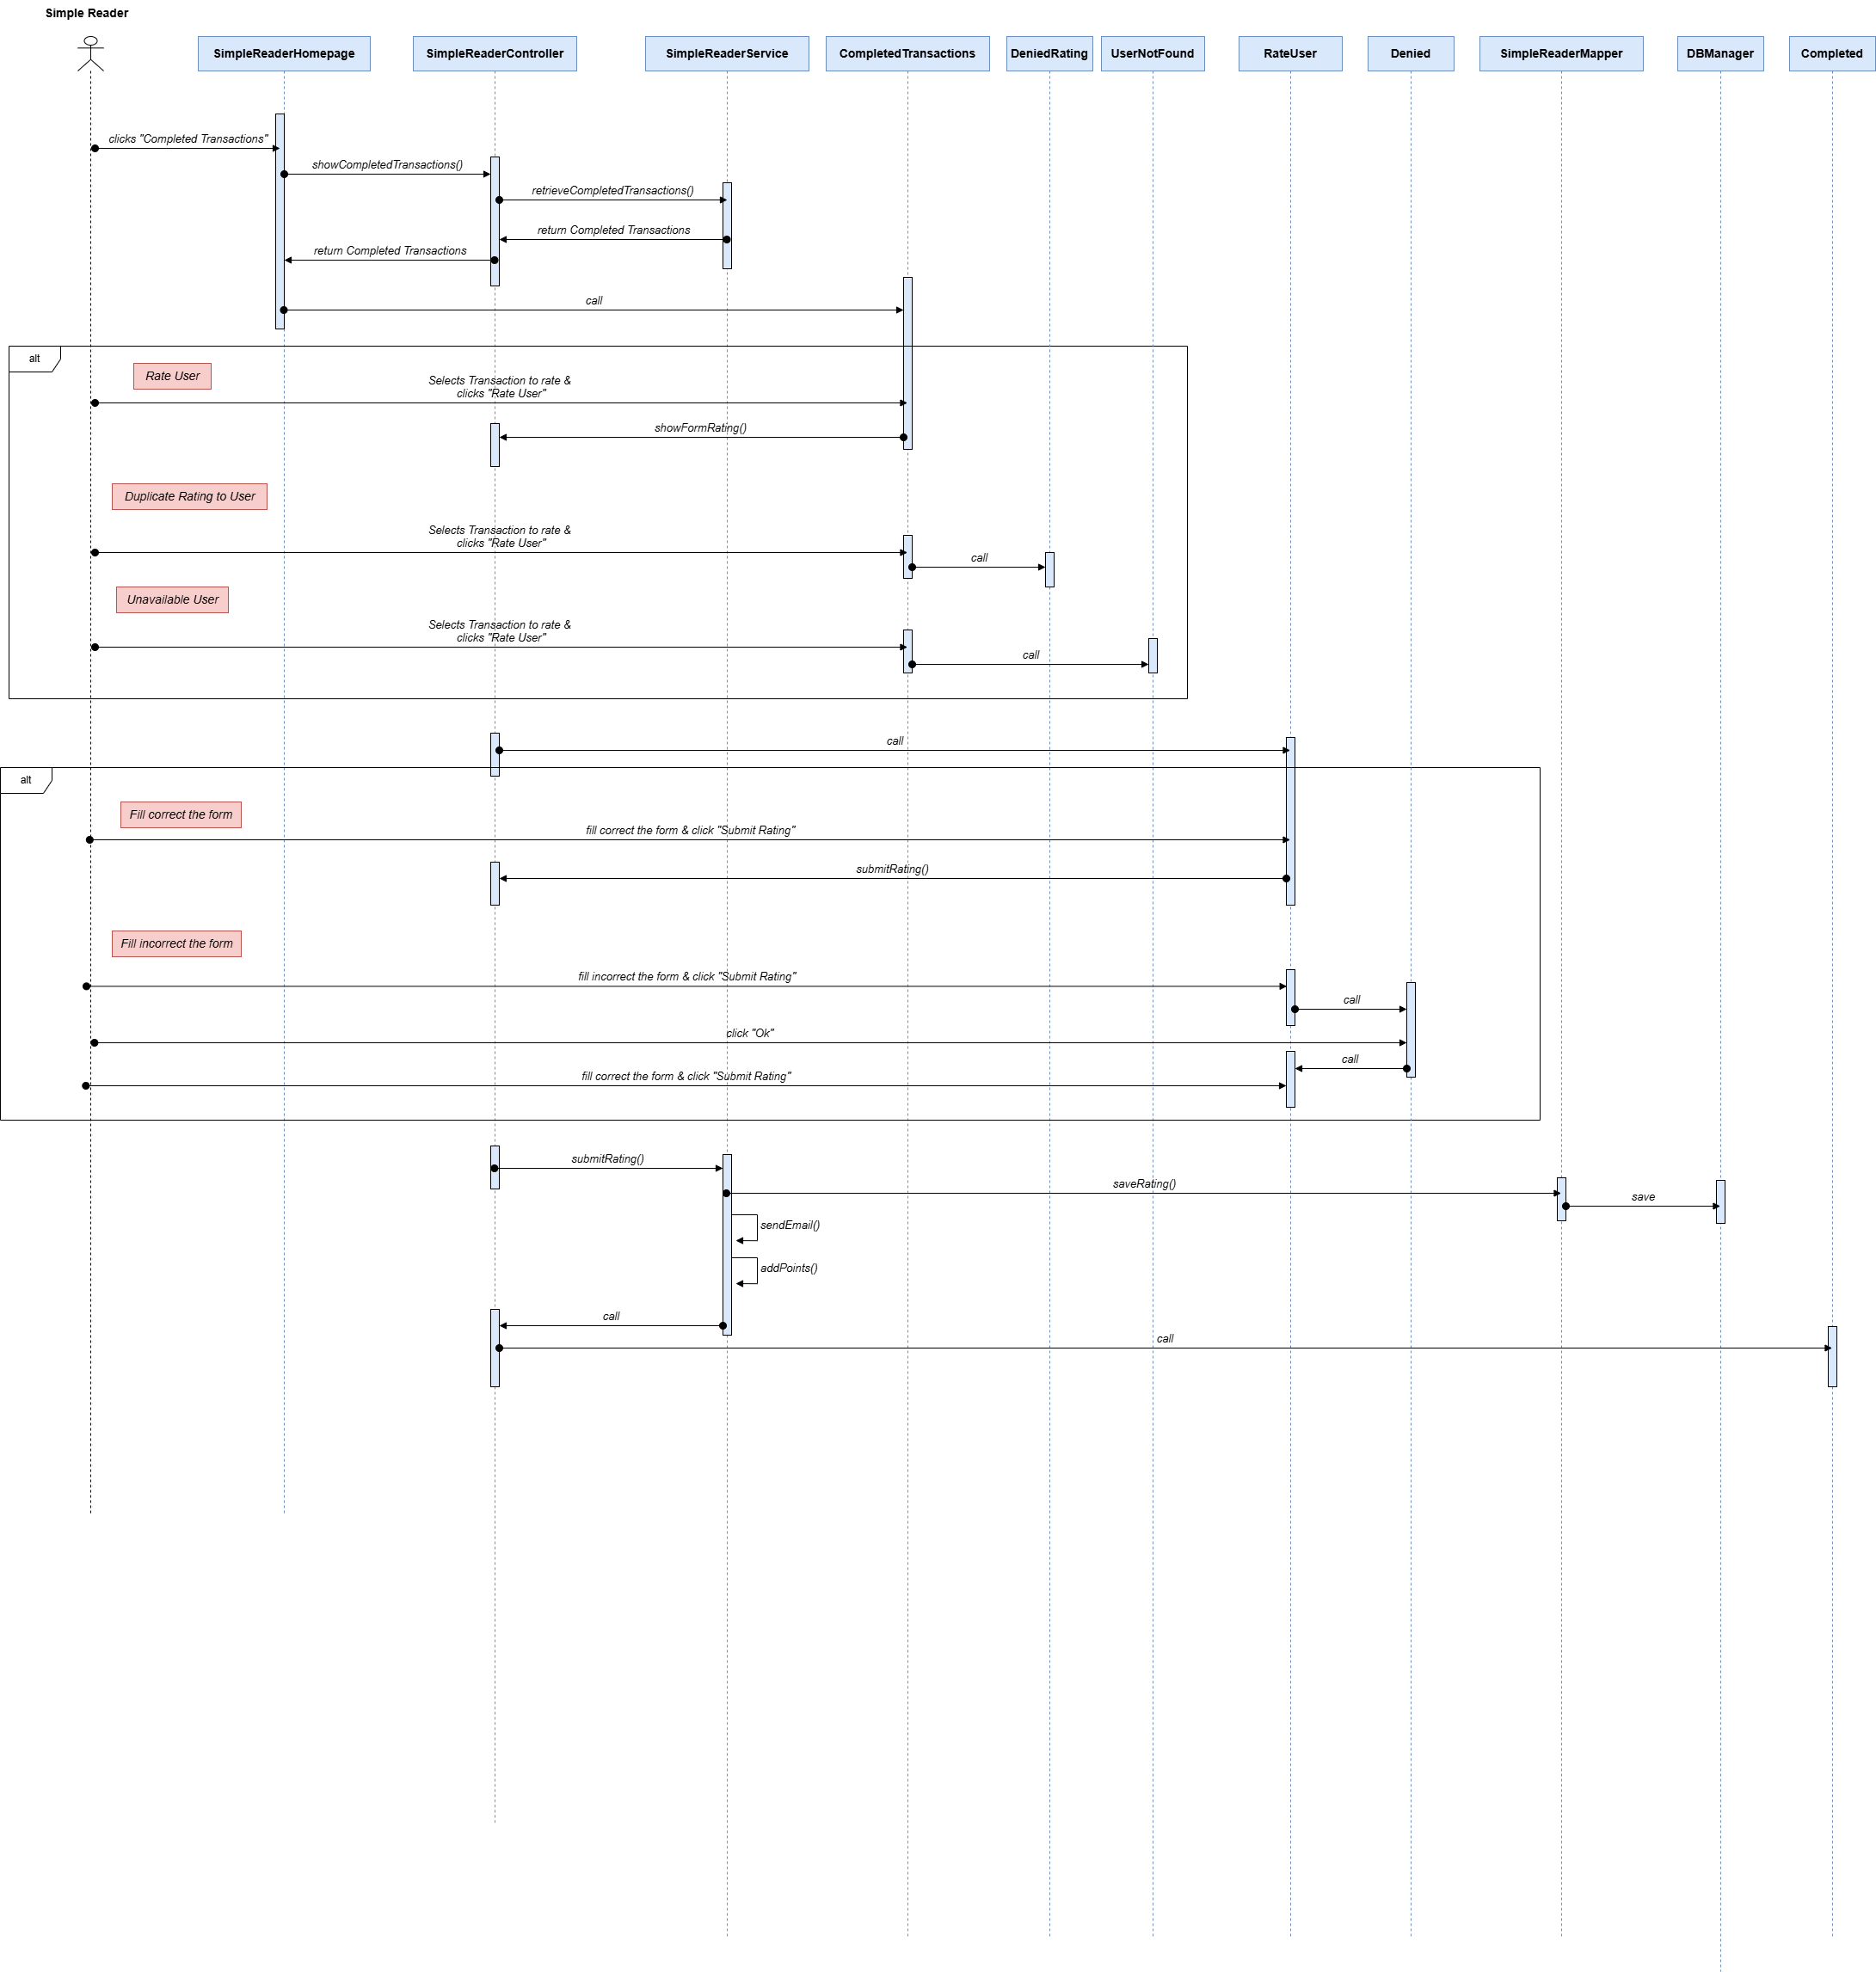 Simple Reader
SimpleReaderHomepage
SimpleReaderController
SimpleReaderService
CompletedTransactions
DeniedRating
UserNotFound
RateUser
Denied
SimpleReaderMapper
DBManager
Completed
clicks "Completed Transactions"
showCompletedTransactions()
retrieveCompletedTransactions()
return Completed Transactions
return Completed Transactions
call
alt
Rate User
Selects Transaction to rate &
clicks "Rate User"
showFormRating()
Duplicate Rating to User
Selects Transaction to rate &
clicks "Rate User"
call
Unavailable User
Selects Transaction to rate &
clicks "Rate User"
call
call
alt
Fill correct the form
fill correct the form & click "Submit Rating"
submitRating()
Fill incorrect the form
fill incorrect the form & click "Submit Rating"
call
click "Ok"
call
fill correct the form & click "Submit Rating"
submitRating()
saveRating()
save
sendEmail()
addPoints()
call
call